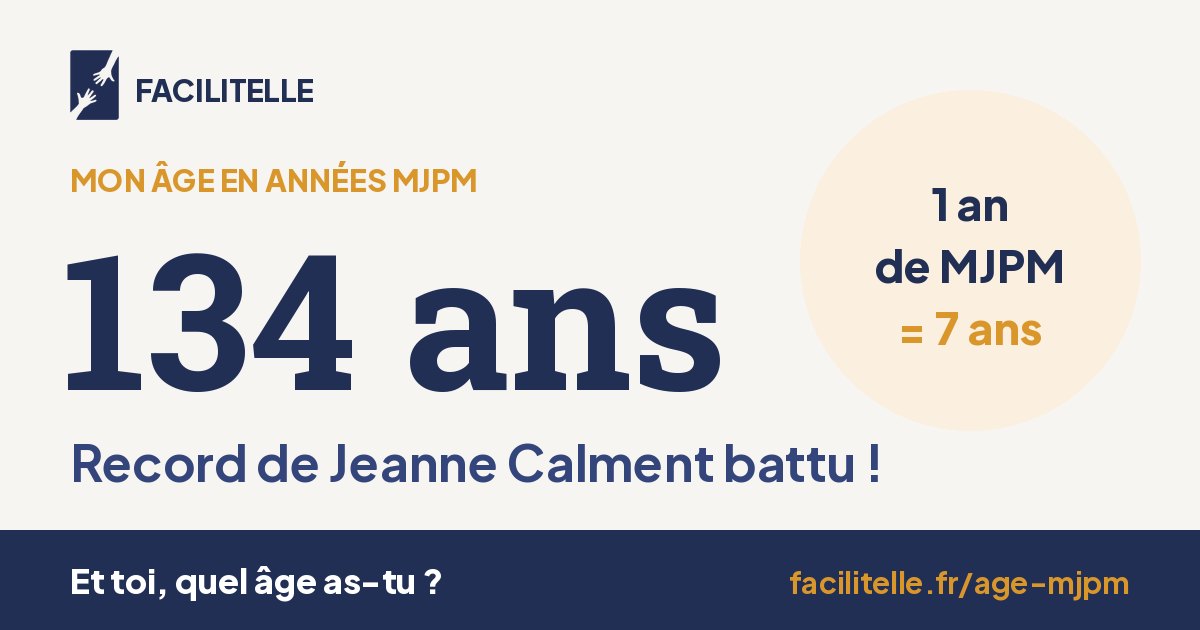 FACILITELLE
MON ÂGE EN ANNÉES MJPM
134 ans
Record de Jeanne Calment battu !
1 an
de MJPM
= 7 ans
Et toi, quel âge as-tu ?
facilitelle.fr/age-mjpm